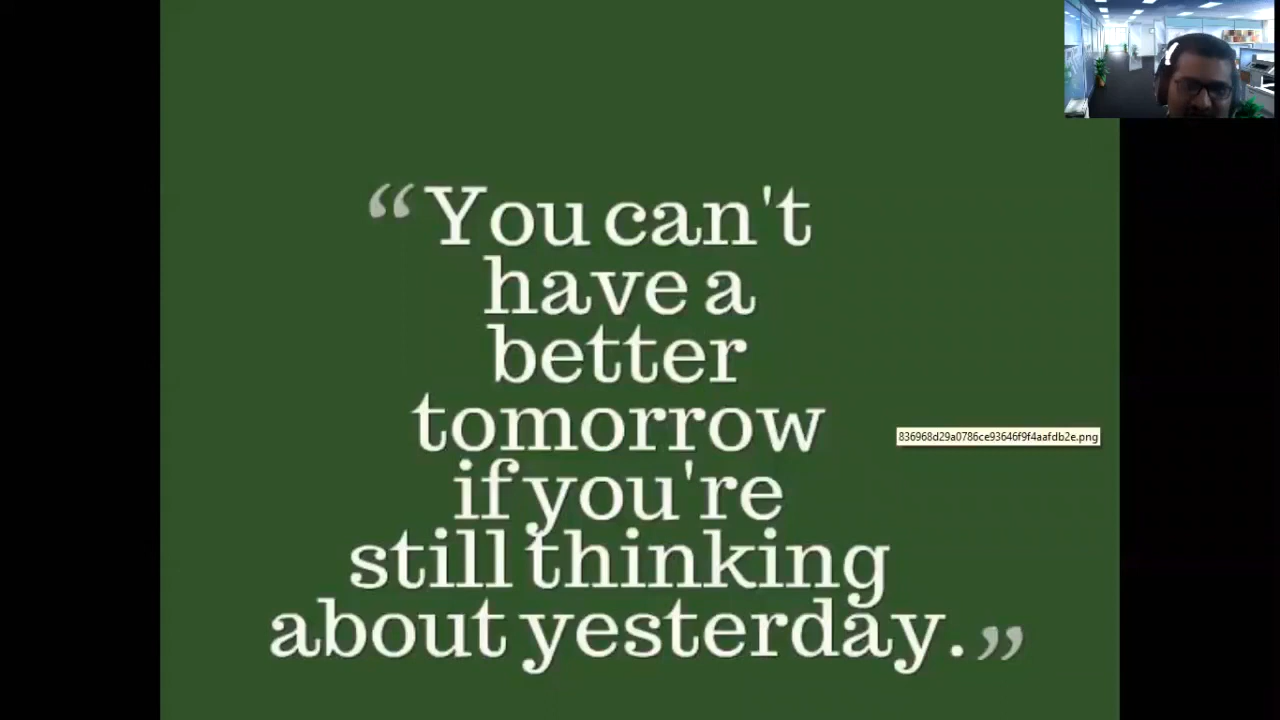 “You can't
have a
better
tomorrow
if you're
still thinking
about yesterday.”
836968d29a0786ce93646f9f4aafdb2e.png